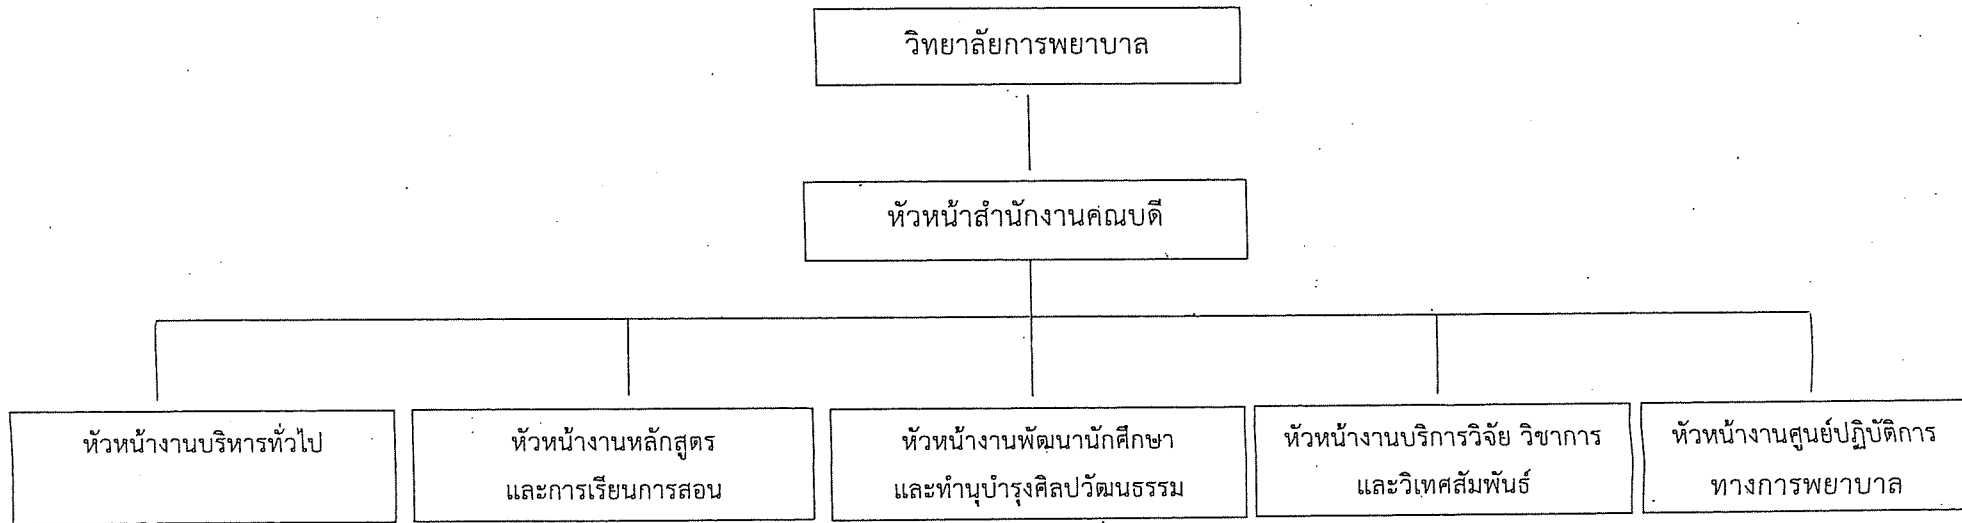 วิทยาลัยการพยาบาล
หัวหน้าสำนักงานคณบดี
หัวหน้างานบริหารทั่วไป
หัวหน้างานหลักสูตร
และการเรียนการสอน
หัวหน้างานพัฒนานักศึกษา
และทำนุบำรุงศิลปวัฒนธรรม
หัวหน้างานบริการวิจัย วิชาการ
และวิเทศสัมพันธ์
หัวหน้างานศูนย์ปฏิบัติการ
ทางการพยาบาล